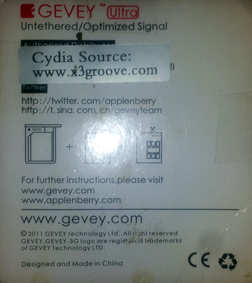 GEVEY™ Ultra
Untethered/Optimized Signal
Cydia Source:
www.x3groove.com
Twitter
http://twitter.com/applenberry
http://t.sina.com.cn/geveyteam
+
For further instructions, please visit
www.gevey.com
www.applenberry.com
www.gevey.com
© 2011 GEVEY Technology Ltd., All right reserved
GEVEY, GEVEY-3G logo are registered trademarks
of GEVEY Technology LTD.
Designed and Made in China
CE